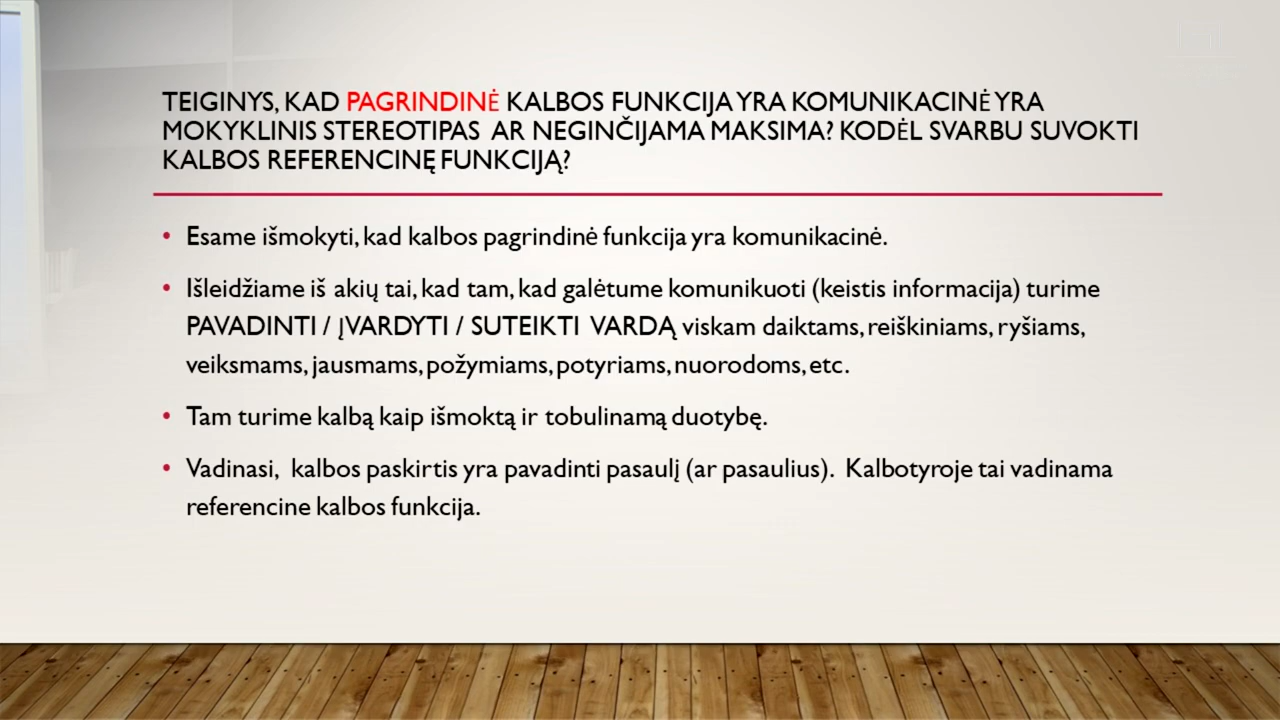 TEIGINYS, KAD PAGRINDINĖ KALBOS FUNKCIJA YRA KOMUNIKACINĖ YRA
MOKYKLINIS STEREOTIPAS AR NEGINČIJAMA MAKSIMA? KODĖL SVARBU SUVOKTI
KALBOS REFERENCINĘ FUNKCIJĄ?
• Esame išmokyti, kad kalbos pagrindinė funkcija yra komunikacinė.
• Išleidžiame iš akių tai, kad tam, kad galėtume komunikuoti (keistis informacija) turime
PAVADINTI / ĮVARDYTI / SUTEIKTI VARDĄ viskam daiktams, reiškiniams, ryšiams,
veiksmams, jausmams, požymiams, potyriams, nuorodoms, etc.
• Tam turime kalbą kaip išmoktą ir tobulinamą duotybę.
• Vadinasi, kalbos paskirtis yra pavadinti pasaulį (ar pasaulius). Kalbotyroje tai vadinama
referencine kalbos funkcija.